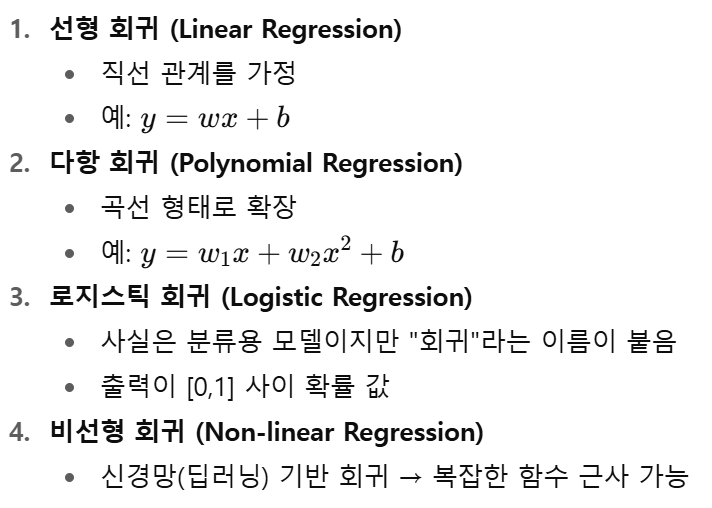 1. 선형 회귀 (Linear Regression)
• 직선 관계를 가정
• 예: y = wx + b
2. 다항 회귀 (Polynomial Regression)
• 곡선 형태로 확장
• 예: y = w₁x + w₂x² + b
3. 로지스틱 회귀 (Logistic Regression)
• 사실은 분류용 모델이지만 "회귀"라는 이름이 붙음
• 출력이 [0,1] 사이 확률 값
4. 비선형 회귀 (Non-linear Regression)
• 신경망(딥러닝) 기반 회귀 → 복잡한 함수 근사 가능